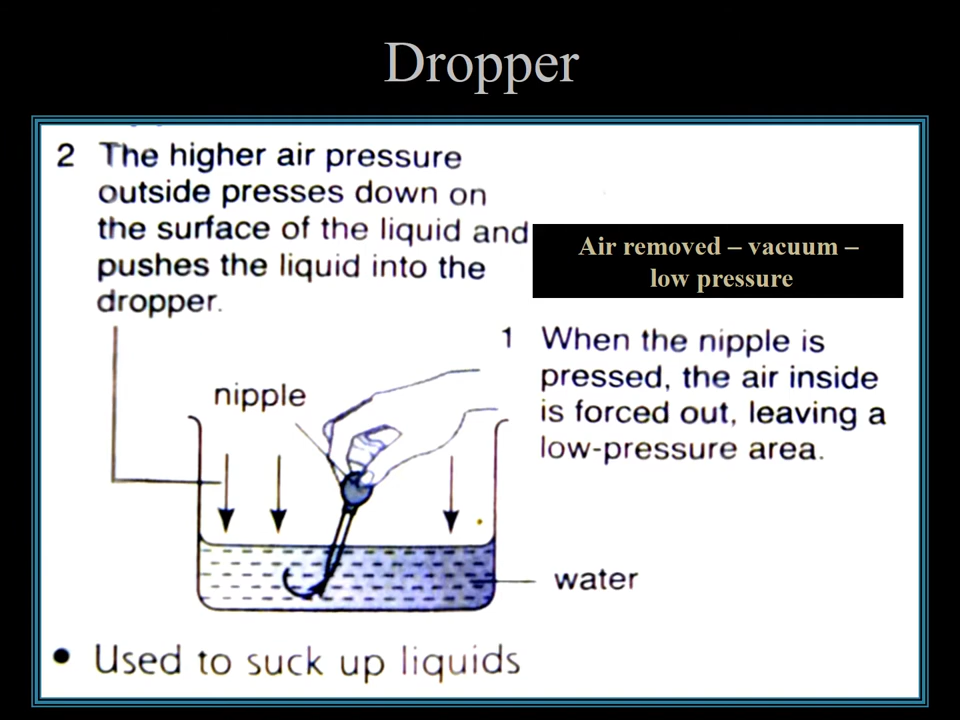 Dropper
2 The higher air pressure
outside presses down on
the surface of the liquid and
pushes the liquid into the
dropper.
Air removed – vacuum –
low pressure
1 When the nipple is
pressed, the air inside
is forced out, leaving a
low-pressure area.
nipple
water
• Used to suck up liquids